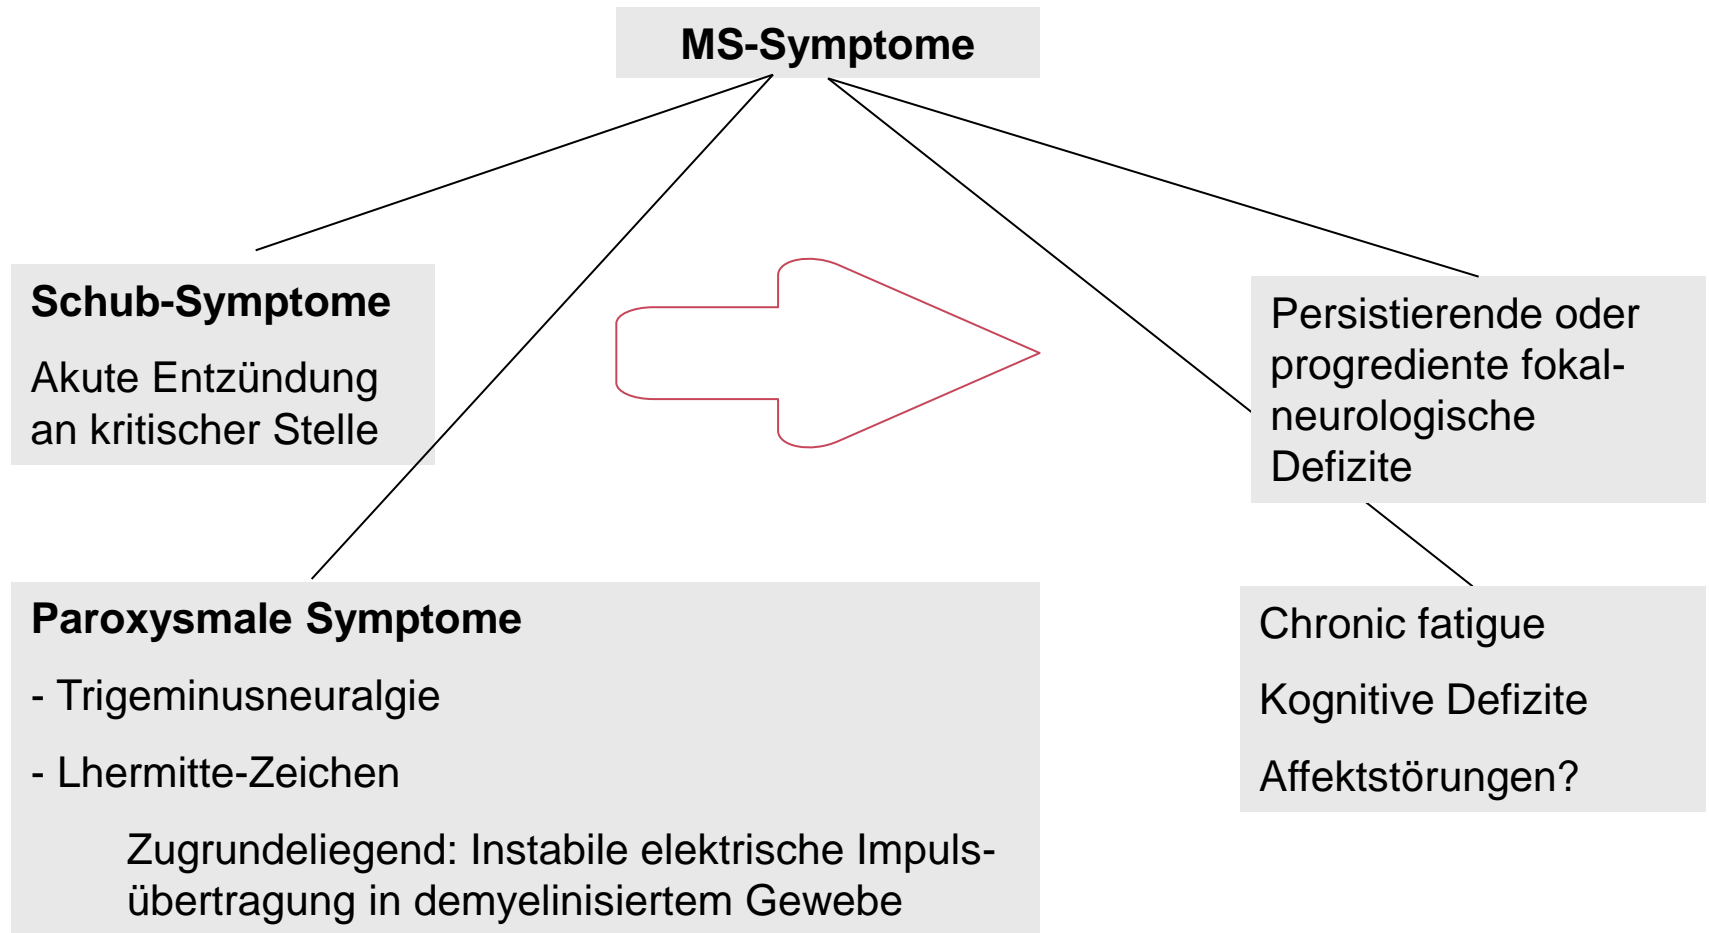 MS-Symptome
Schub-Symptome
Akute Entzündung
an kritischer Stelle
Persistierende oder
progrediente fokal-
neurologische
Defizite
Paroxysmale Symptome
- Trigeminusneuralgie
- Lhermitte-Zeichen
Zugrundeliegend: Instabile elektrische Impuls-
übertragung in demyelinisiertem Gewebe
Chronic fatigue
Kognitive Defizite
Affektstörungen?